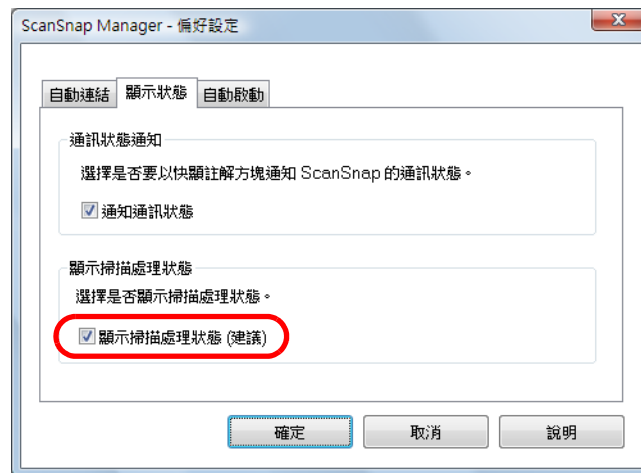 ScanSnap Manager - 偏好設定
自動連結 顯示狀態 自動啟動
通訊狀態通知
選擇是否要以快顯註解方塊通知 ScanSnap 的通訊狀態。
通知通訊狀態
顯示掃描處理狀態
選擇是否顯示掃描處理狀態。
顯示掃描處理狀態 (建議)
確定 取消 說明